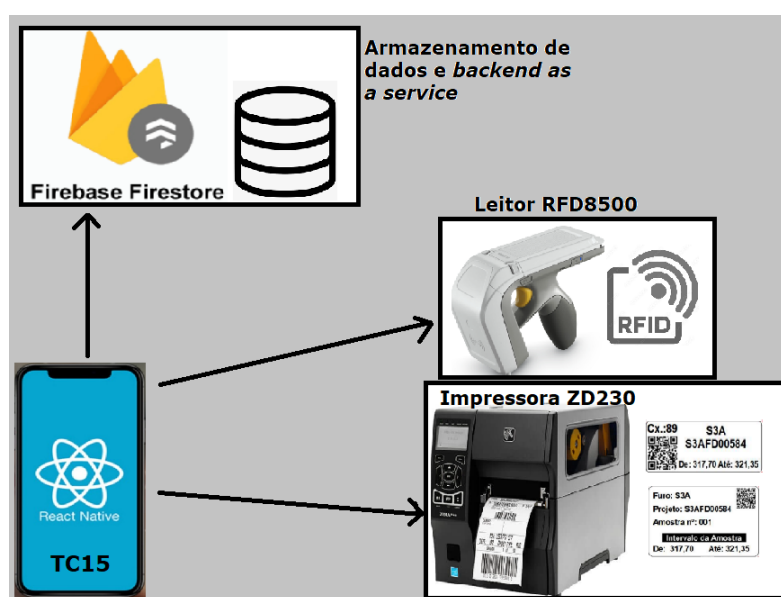 Armazenamento de
dados e backend as
a service
Firebase Firestore
Leitor RFD8500
RFID
Impressora ZD230
Cx.:89
S3A
S3AFD00584
De: 317,70 Até: 321,35
Furo: S3A
Projeto: S3AFD00584
Amostra nº: 001
Intervalo da Amostra
De: 317,70 Até: 321,35
React Native
TC15